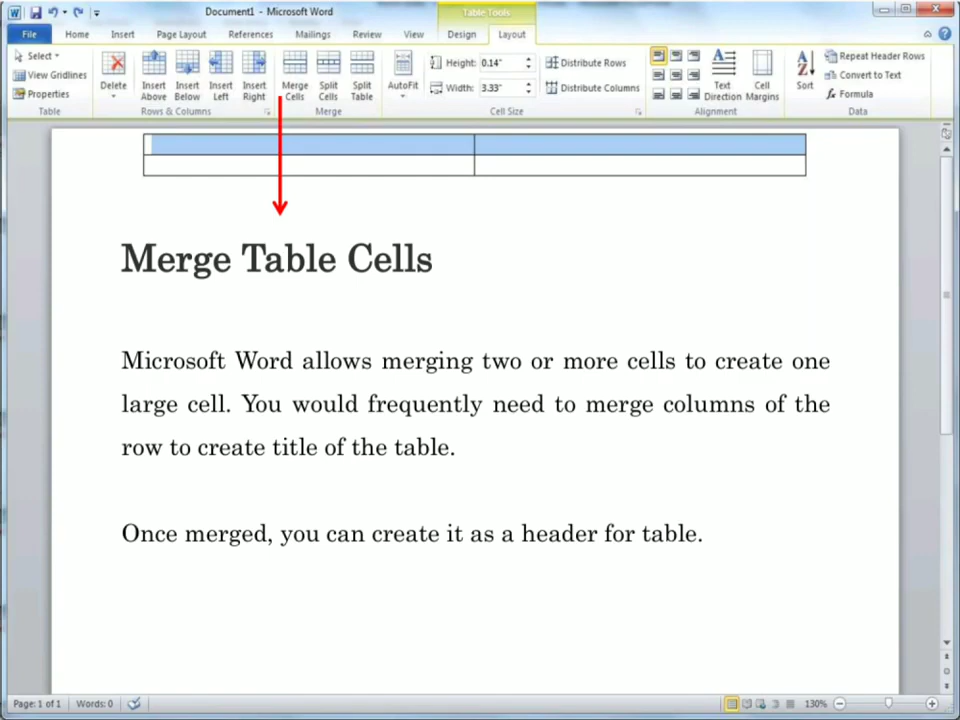 Document1 - Microsoft Word
Table Tools
File Home Insert Page Layout References Mailings Review View Design Layout
Select
View Gridlines
Properties
Table
Delete
Insert Above
Insert Below
Insert Left
Insert Right
Rows & Columns
Merge Cells
Split Cells
Split Table
Merge
AutoFit
Height: 0.14"
Width: 3.33"
Distribute Rows
Distribute Columns
Cell Size
Text Direction
Cell Margins
Alignment
Sort
Repeat Header Rows
Convert to Text
Formula
Data
Merge Table Cells
Microsoft Word allows merging two or more cells to create one
large cell. You would frequently need to merge columns of the
row to create title of the table.
Once merged, you can create it as a header for table.
Page: 1 of 1 Words: 0 130%